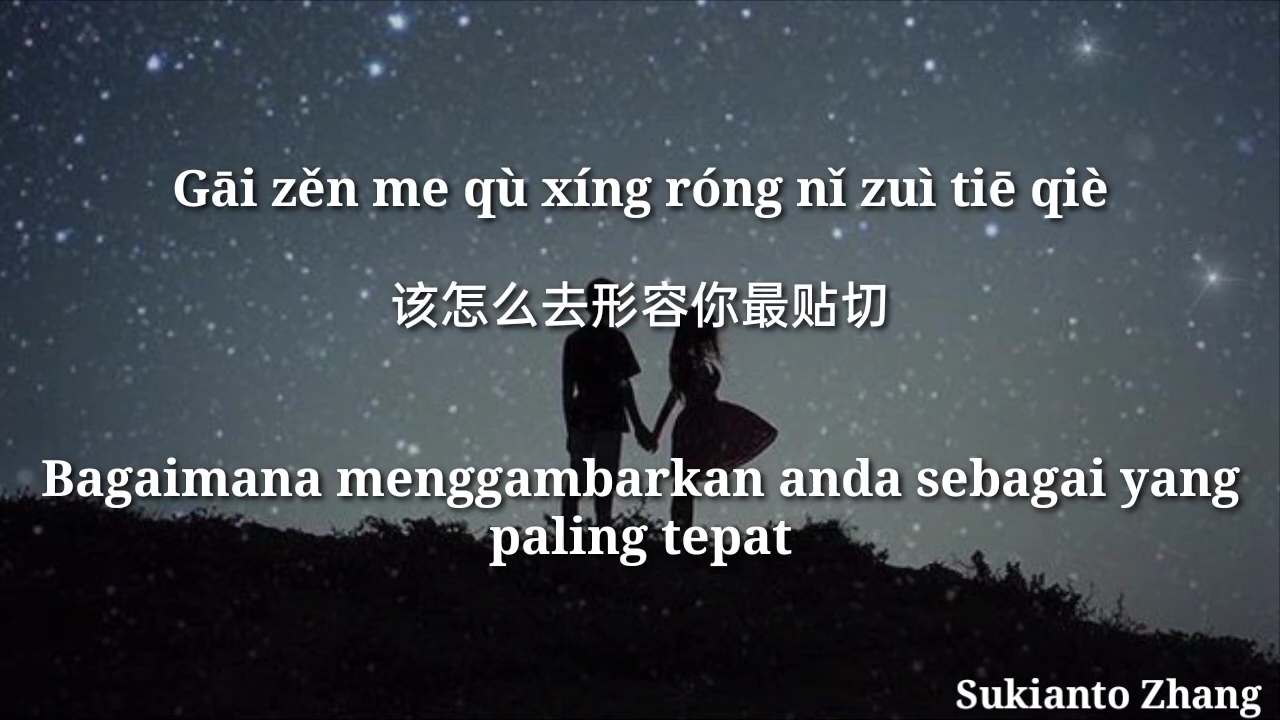 Gāi zěn me qù xíng róng nǐ zuì tiē qiè
该怎么去形容你最贴切
Bagaimana menggambarkan anda sebagai yang
paling tepat
Sukianto Zhang